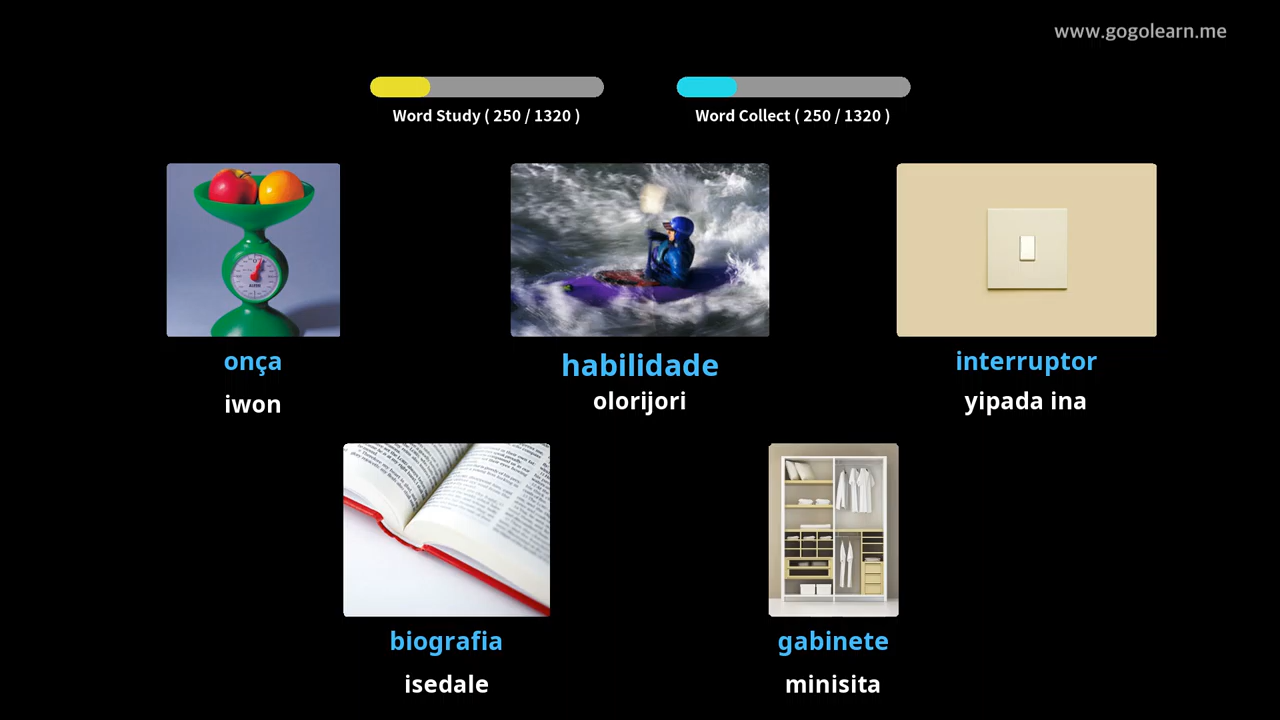 www.gogolearn.me
Word Study ( 250 / 1320 )
Word Collect ( 250 / 1320 )
onça
iwon
habilidade
olorijori
interruptor
yipada ina
biografia
isedale
gabinete
minisita